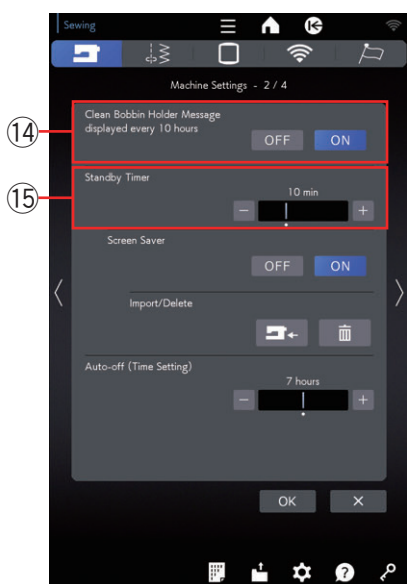 Sewing
Machine Settings - 2 / 4
⑭
Clean Bobbin Holder Message
displayed every 10 hours
OFF ON
⑮
Standby Timer
10 min
− +
Screen Saver
OFF ON
Import/Delete
Auto-off (Time Setting)
7 hours
− +
OK ×
?